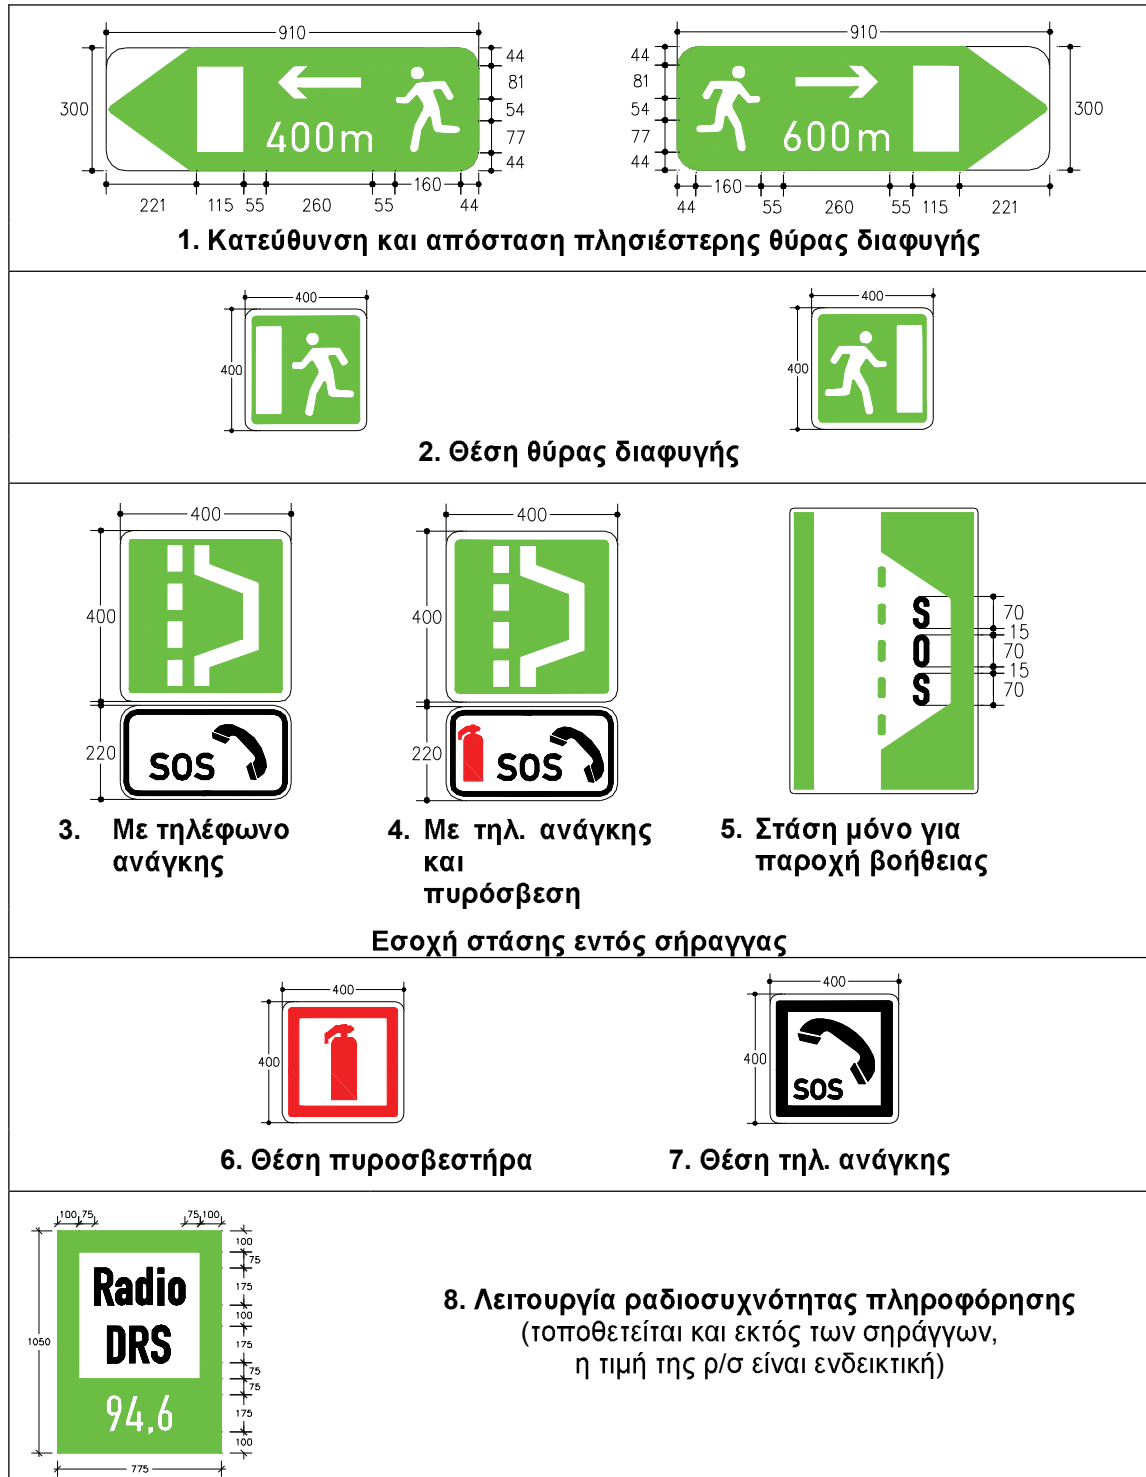 910
910
300
400m
44
81
54
77
44
221
115
55
260
55
160
44
44
81
54
77
44
600m
300
44
160
55
260
55
115
221
1. Κατεύθυνση και απόσταση πλησιέστερης θύρας διαφυγής
400
400
400
400
2. Θέση θύρας διαφυγής
400
400
220
SOS
400
400
220
SOS
S
O
S
70
15
70
15
70
3. Με τηλέφωνο
ανάγκης
4. Με τηλ. ανάγκης
και
πυρόσβεση
5. Στάση μόνο για
παροχή βοήθειας
Εσοχή στάσης εντός σήραγγας
400
400
400
400
SOS
6. Θέση πυροσβεστήρα
7. Θέση τηλ. ανάγκης
100 75
75 100
1050
Radio
DRS
94,6
100
75
175
100
175
75
75
175
100
775
8. Λειτουργία ραδιοσυχνότητας πληροφόρησης
(τοποθετείται και εκτός των σηράγγων,
η τιμή της ρ/σ είναι ενδεικτική)